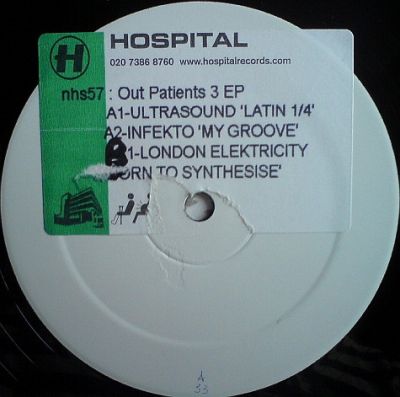 H HOSPITAL
020 7386 8760 www.hospitalrecords.com
nhs57 : Out Patients 3 EP
A1-ULTRASOUND 'LATIN 1/4'
A2-INFEKTO 'MY GROOVE'
B1-LONDON ELEKTRICITY
BORN TO SYNTHESISE'
A
33